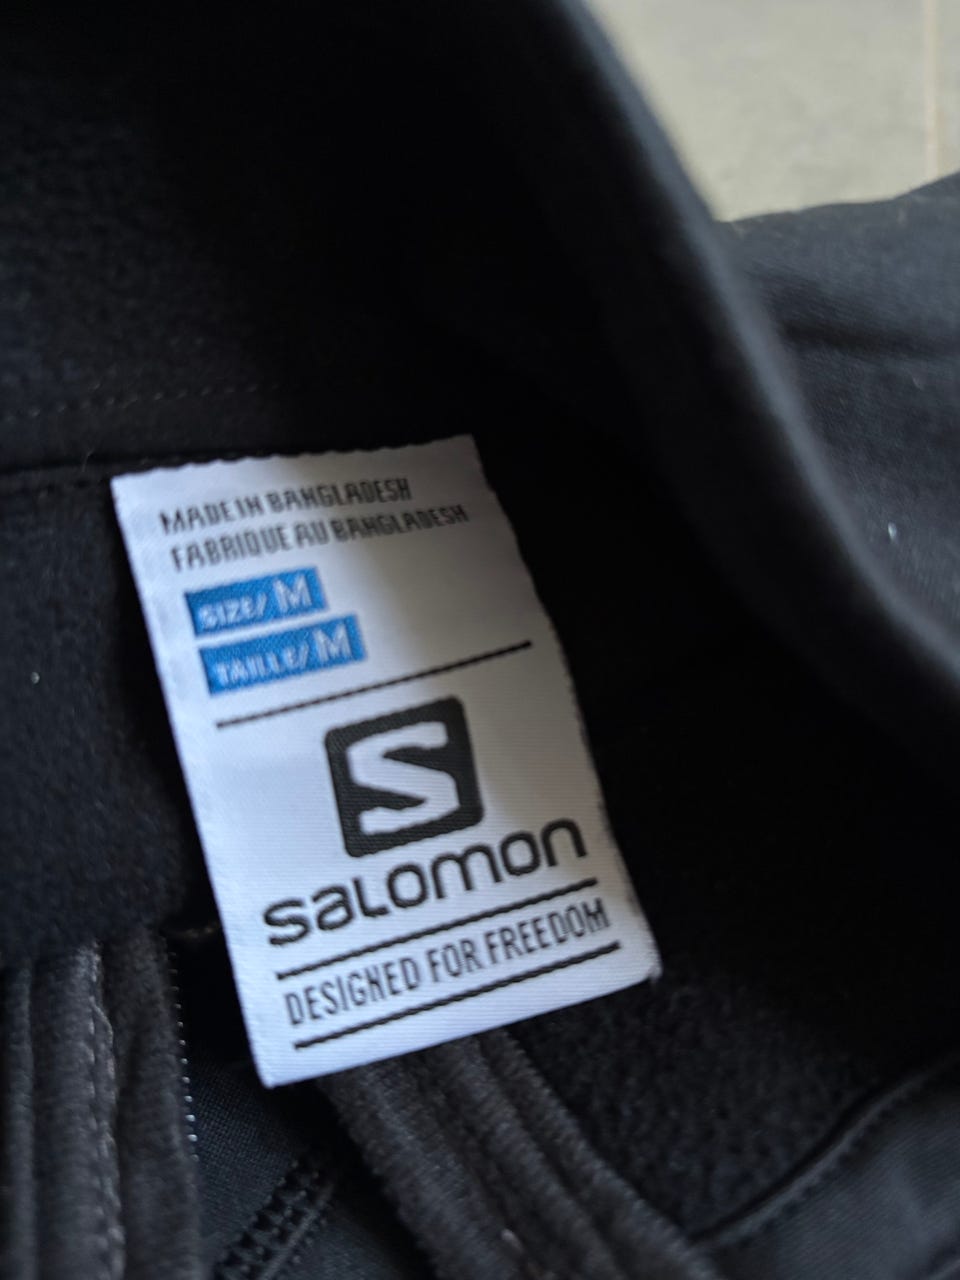 MADE IN BANGLADESH
FABRIQUE AU BANGLADESH
SIZE/ M
TAILLE/ M
S
salomon
DESIGNED FOR FREEDOM